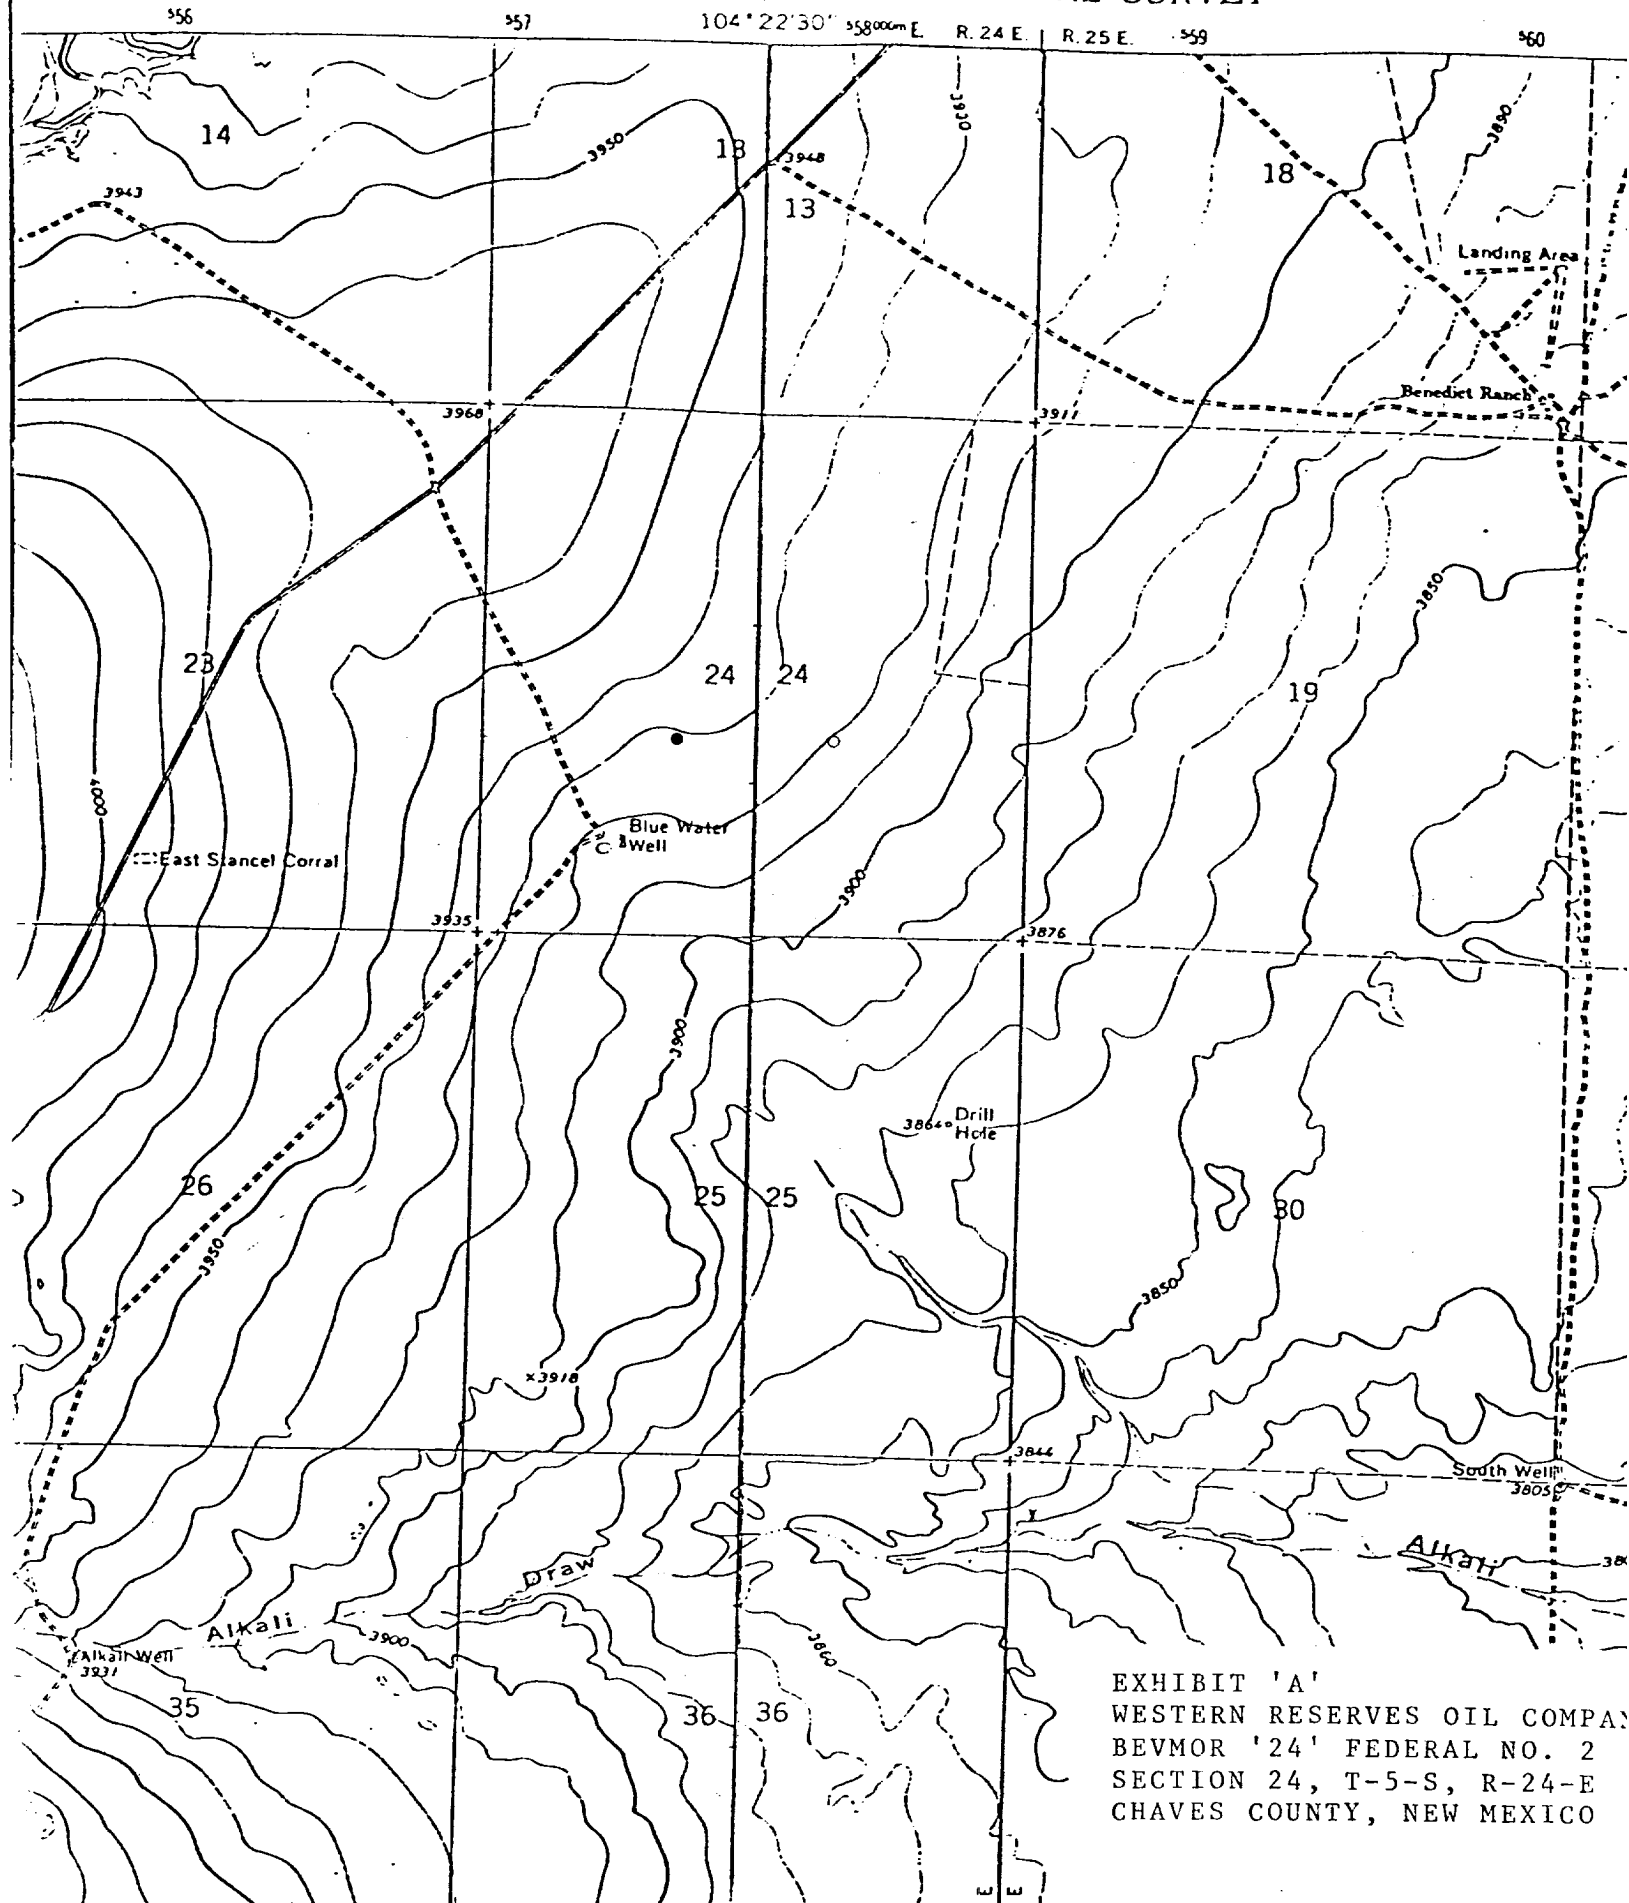 556 557 104°22'30" 558000m E. R. 24 E. R. 25 E. 559 560
14
3950
13
3948
3930
3890
18
3943
13
Landing Area
Benedict Ranch
3968
3911
3850
23
24 24
19
4000
Blue Water
Well
East Stancel Corral
3900
3935
3876
3900
3864 Drill
Hole
26
25 25
30
3950
3850
x3918
3844
South Well
3805
Draw
Alkali
Alkali
3900
3860
Alkali Well
3931
35
36 36
EXHIBIT 'A'
WESTERN RESERVES OIL COMPAN
BEVMOR '24' FEDERAL NO. 2
SECTION 24, T-5-S, R-24-E
CHAVES COUNTY, NEW MEXICO
E E